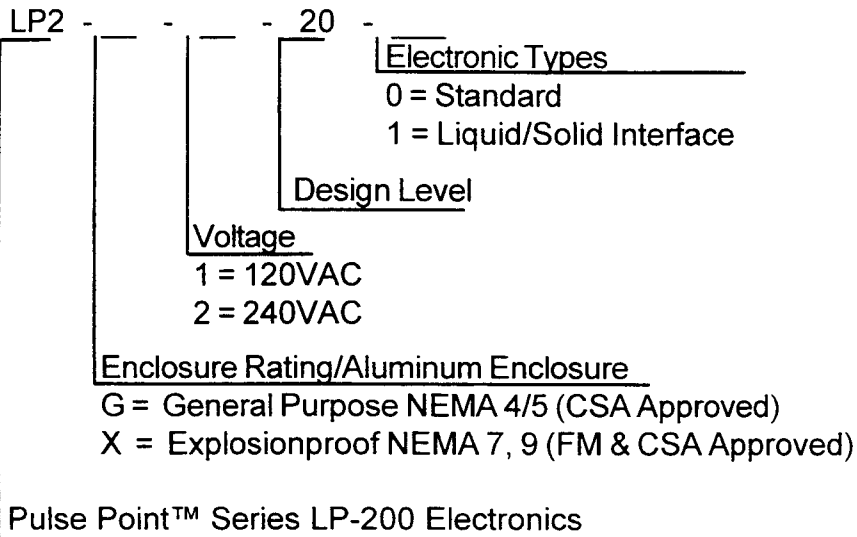 LP2 - __ - __ - 20 - __
Electronic Types
0 = Standard
1 = Liquid/Solid Interface
Design Level
Voltage
1 = 120VAC
2 = 240VAC
Enclosure Rating/Aluminum Enclosure
G = General Purpose NEMA 4/5 (CSA Approved)
X = Explosionproof NEMA 7, 9 (FM & CSA Approved)
Pulse Point™ Series LP-200 Electronics